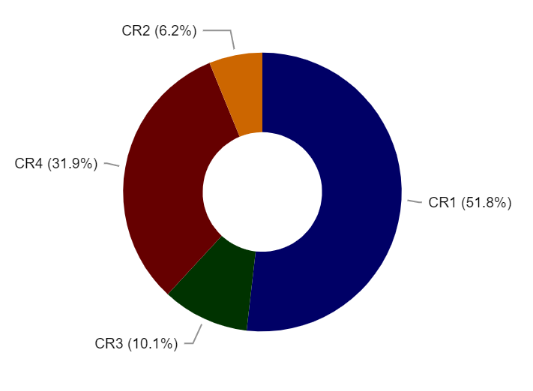 CR2 (6.2%)
CR4 (31.9%)
CR1 (51.8%)
CR3 (10.1%)